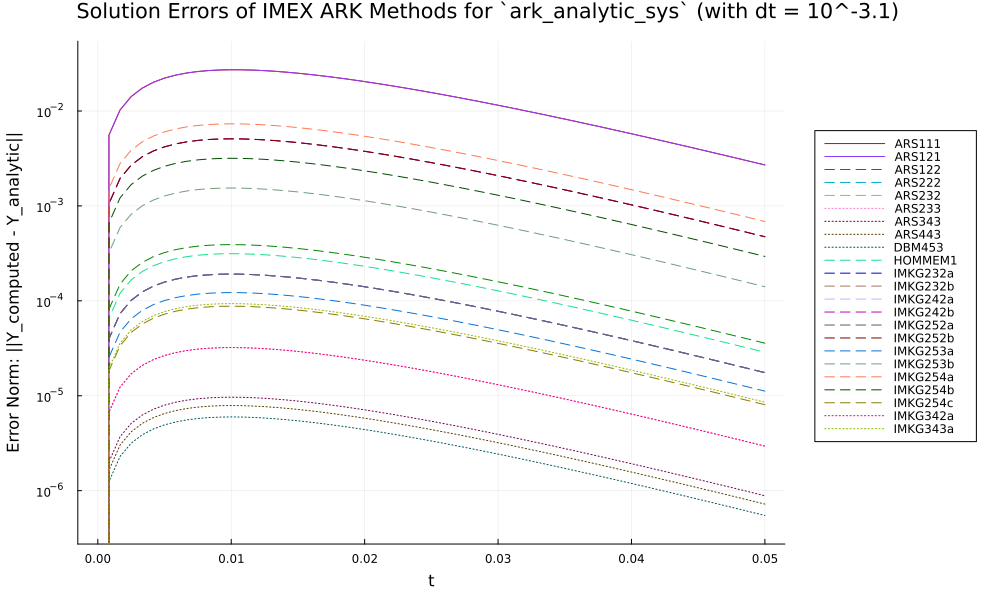 Solution Errors of IMEX ARK Methods for `ark_analytic_sys` (with dt = 10^-3.1)
Error Norm: ||Y_computed - Y_analytic||
10⁻²
10⁻³
10⁻⁴
10⁻⁵
10⁻⁶
0.00 0.01 0.02 0.03 0.04 0.05
t
ARS111
ARS121
ARS122
ARS222
ARS232
ARS233
ARS343
ARS443
DBM453
HOMMEM1
IMKG232a
IMKG232b
IMKG242a
IMKG242b
IMKG252a
IMKG252b
IMKG253a
IMKG253b
IMKG254a
IMKG254b
IMKG254c
IMKG342a
IMKG343a